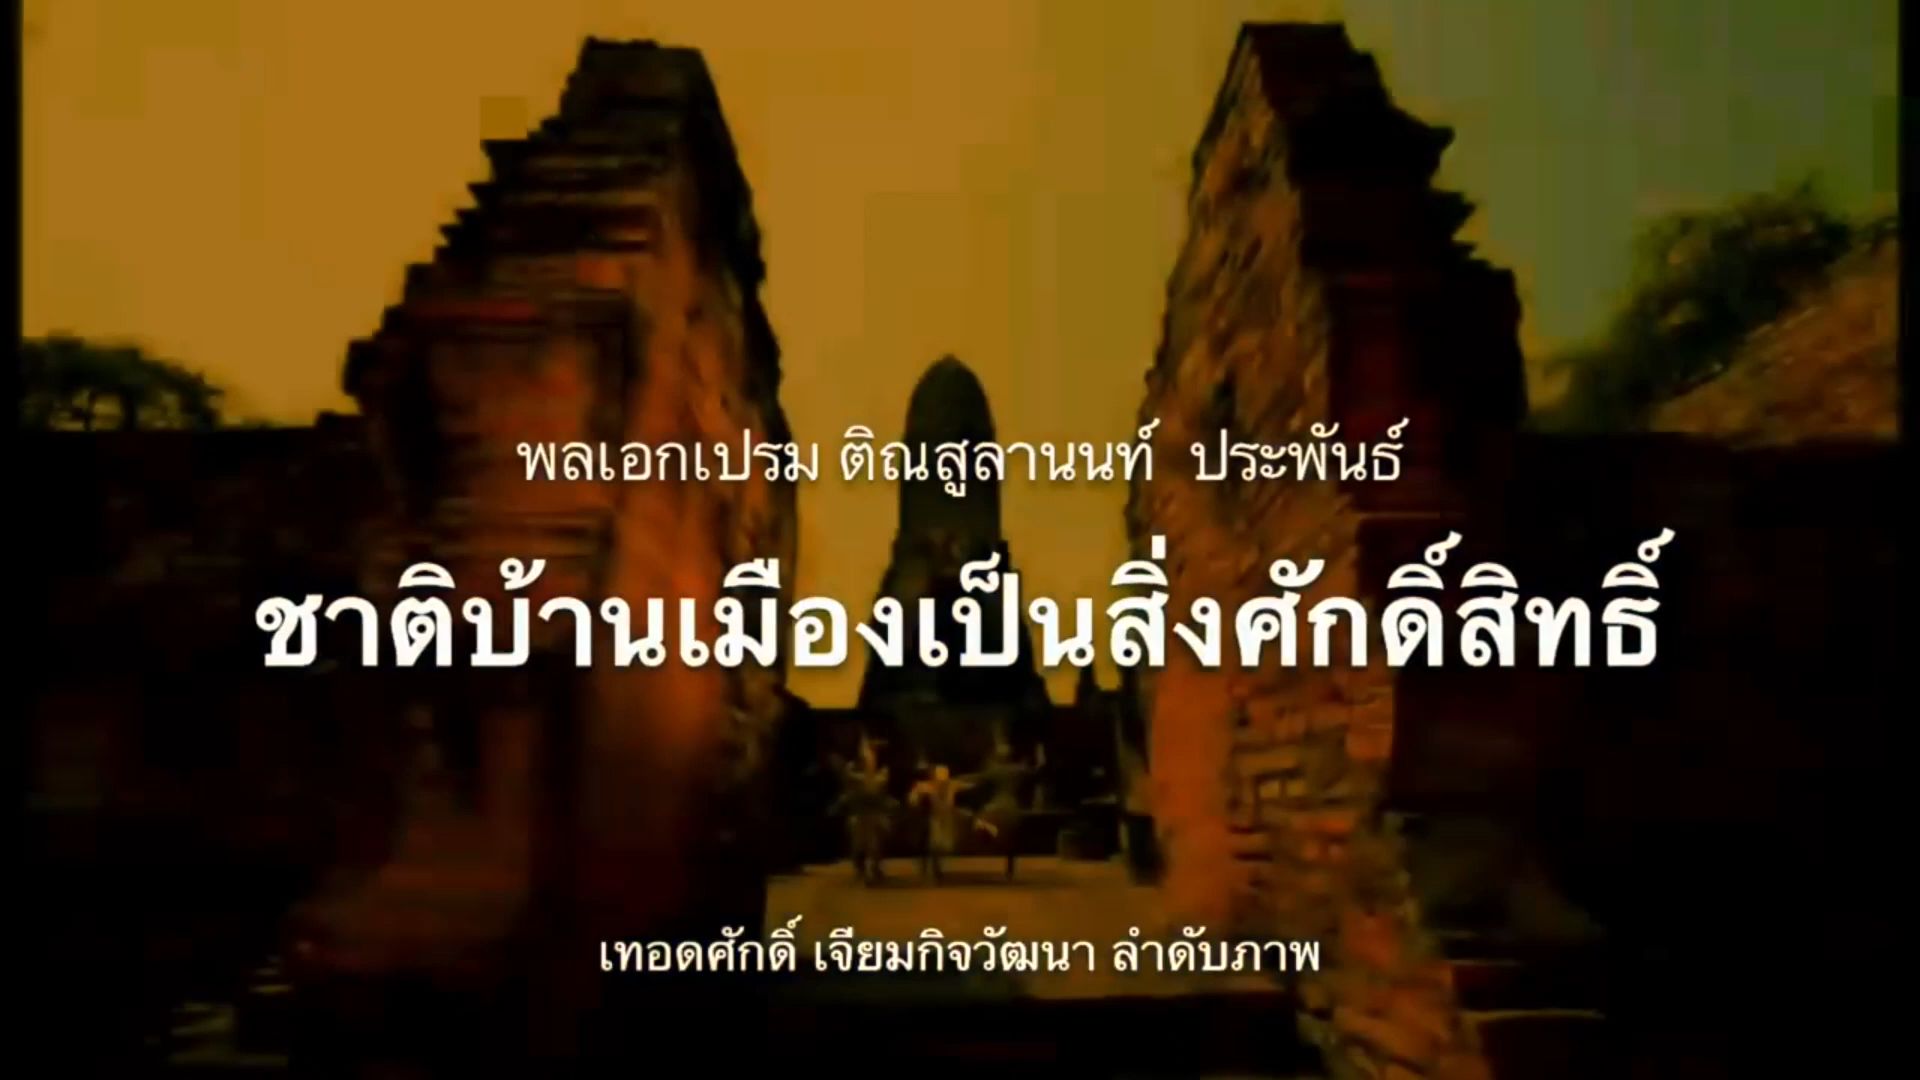 พลเอกเปรม ติณสูลานนท์ ประพันธ์
ชาติบ้านเมืองเป็นสิ่งศักดิ์สิทธิ์
เทอดศักดิ์ เจียมกิจวัฒนา ลำดับภาพ